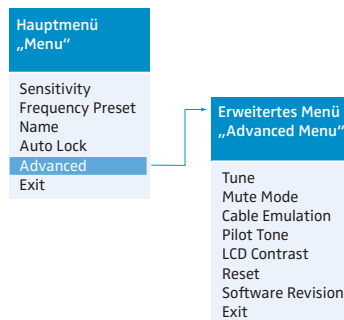 Hauptmenü
„Menu“
Sensitivity
Frequency Preset
Name
Auto Lock
Advanced
Exit
Erweitertes Menü
„Advanced Menu“
Tune
Mute Mode
Cable Emulation
Pilot Tone
LCD Contrast
Reset
Software Revision
Exit